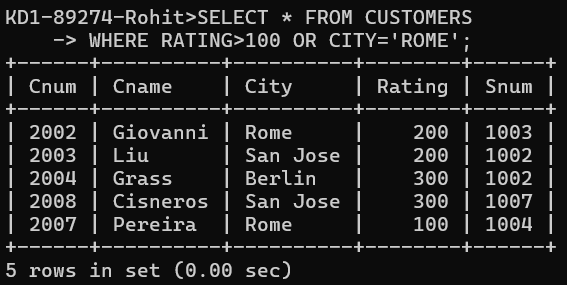 KD1-89274-Rohit>SELECT * FROM CUSTOMERS
    -> WHERE RATING>100 OR CITY='ROME';
+------+----------+----------+--------+------+
| Cnum | Cname    | City     | Rating | Snum |
+------+----------+----------+--------+------+
| 2002 | Giovanni | Rome     |    200 | 1003 |
| 2003 | Liu      | San Jose |    200 | 1002 |
| 2004 | Grass    | Berlin   |    300 | 1002 |
| 2008 | Cisneros | San Jose |    300 | 1007 |
| 2007 | Pereira  | Rome     |    100 | 1004 |
+------+----------+----------+--------+------+
5 rows in set (0.00 sec)